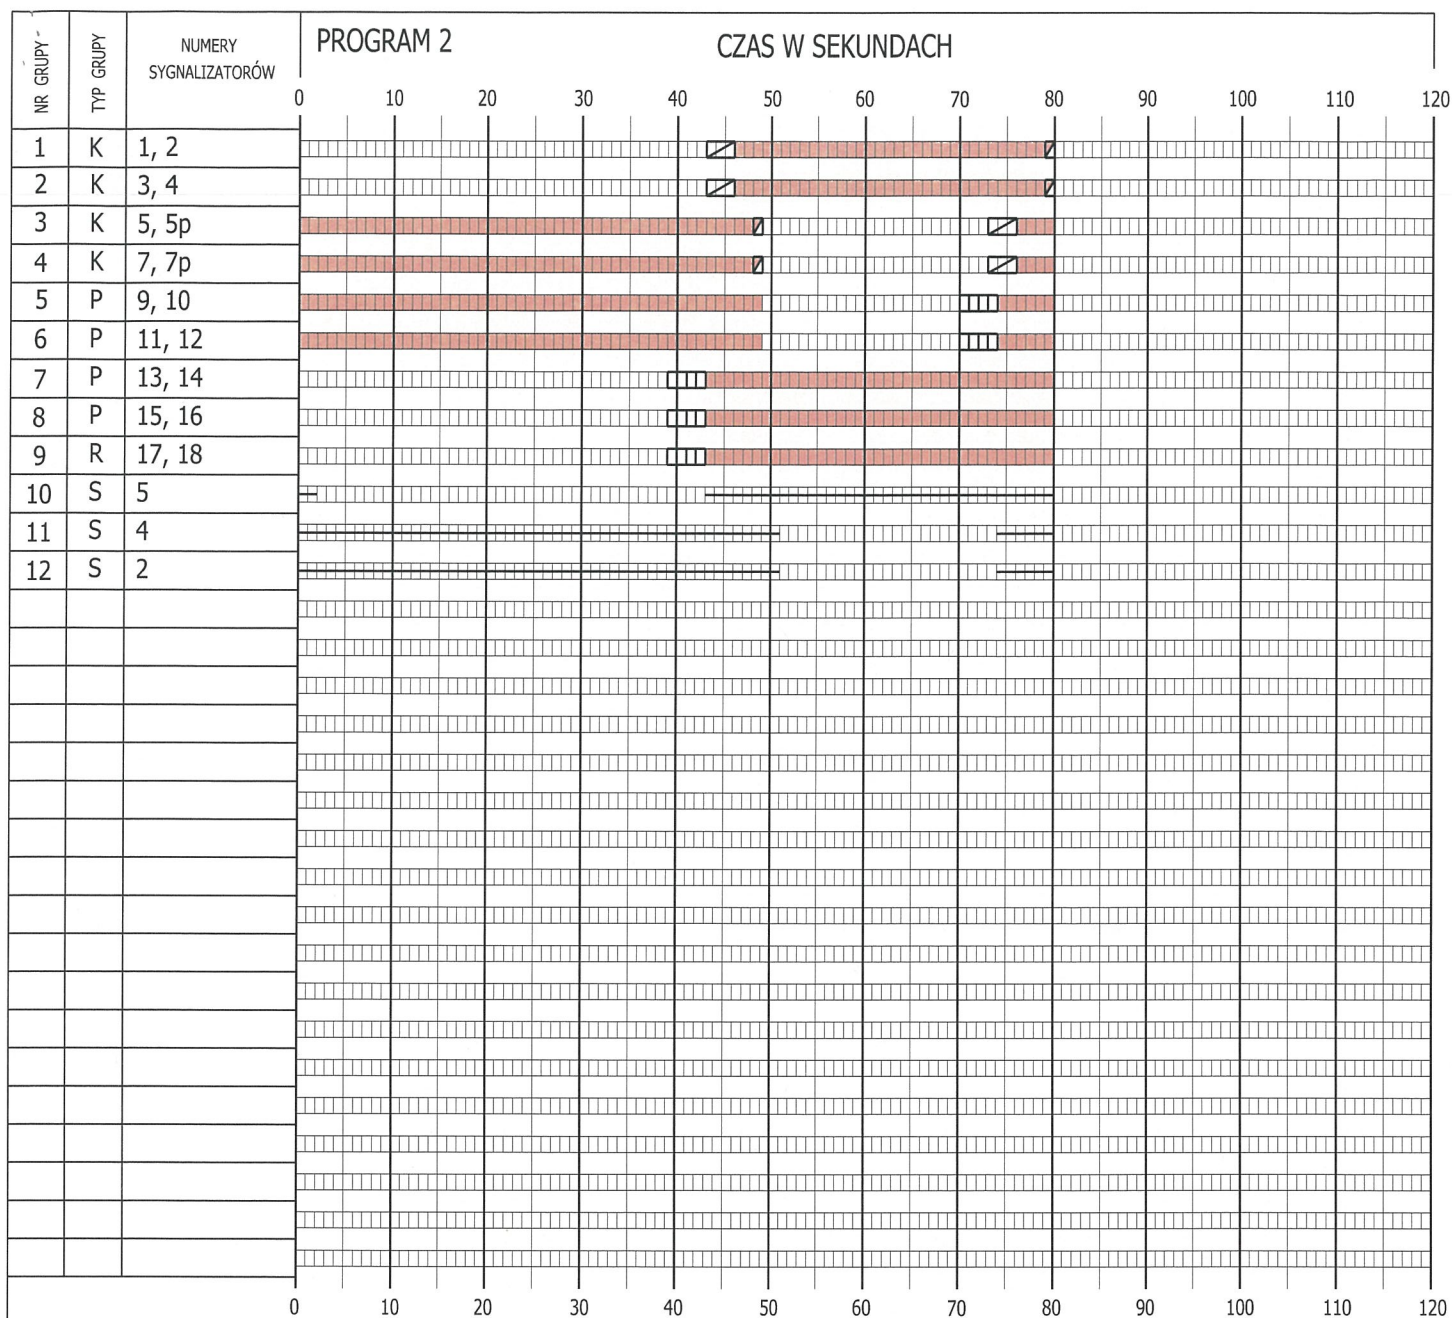 NR GRUPY
TYP GRUPY
NUMERY
SYGNALIZATORÓW
PROGRAM 2
CZAS W SEKUNDACH
0 10 20 30 40 50 60 70 80 90 100 110 120
1 K 1, 2
2 K 3, 4
3 K 5, 5p
4 K 7, 7p
5 P 9, 10
6 P 11, 12
7 P 13, 14
8 P 15, 16
9 R 17, 18
10 S 5
11 S 4
12 S 2
0 10 20 30 40 50 60 70 80 90 100 110 120